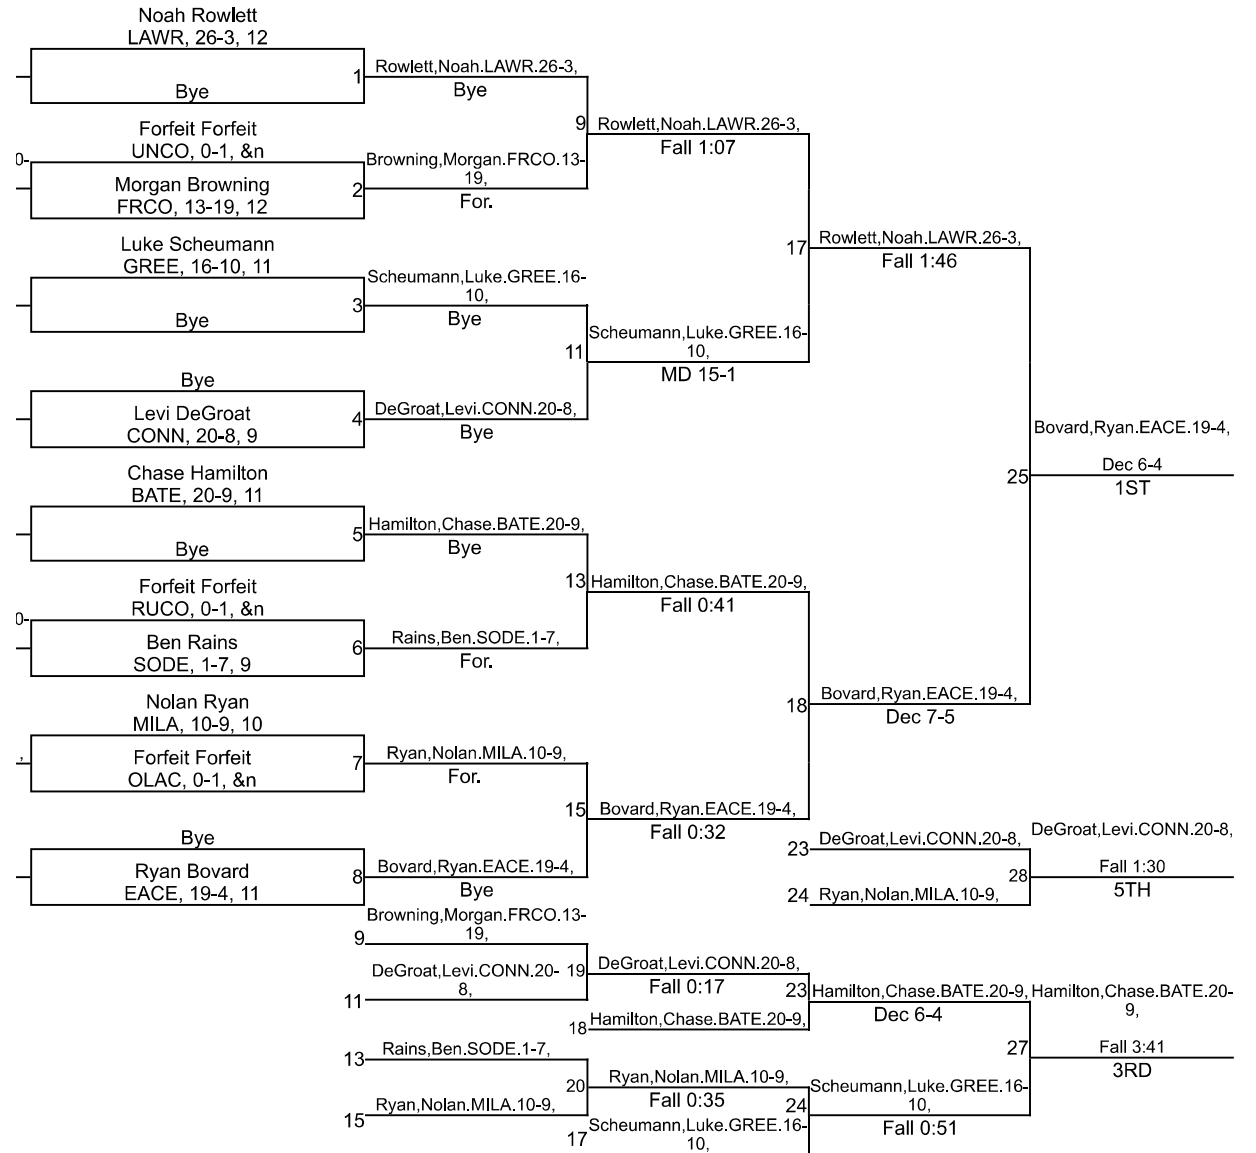 Noah Rowlett
LAWR, 26-3, 12
1
Rowlett,Noah.LAWR.26-3,
Bye
Bye
Forfeit Forfeit
UNCO, 0-1, &n
9
Rowlett,Noah.LAWR.26-3,
Fall 1:07
0-
Morgan Browning
FRCO, 13-19, 12
2
Browning,Morgan.FRCO.13-
19,
For.
Luke Scheumann
GREE, 16-10, 11
17
Rowlett,Noah.LAWR.26-3,
Fall 1:46
Bye
3
Scheumann,Luke.GREE.16-
10,
Bye
11
Scheumann,Luke.GREE.16-
10,
MD 15-1
Bye
Levi DeGroat
CONN, 20-8, 9
4
DeGroat,Levi.CONN.20-8,
Bye
Bovard,Ryan.EACE.19-4,
25
Dec 6-4
1ST
Chase Hamilton
BATE, 20-9, 11
5
Hamilton,Chase.BATE.20-9,
Bye
Bye
13
Hamilton,Chase.BATE.20-9,
Fall 0:41
Forfeit Forfeit
RUCO, 0-1, &n
0-
Ben Rains
SODE, 1-7, 9
6
Rains,Ben.SODE.1-7,
For.
Nolan Ryan
MILA, 10-9, 10
18
Bovard,Ryan.EACE.19-4,
Dec 7-5
,
Forfeit Forfeit
OLAC, 0-1, &n
7
Ryan,Nolan.MILA.10-9,
For.
15
Bovard,Ryan.EACE.19-4,
Fall 0:32
Bye
Ryan Bovard
EACE, 19-4, 11
8
Bovard,Ryan.EACE.19-4,
Bye
23
DeGroat,Levi.CONN.20-8,
DeGroat,Levi.CONN.20-8,
28
Fall 1:30
5TH
24
Ryan,Nolan.MILA.10-9,
9
Browning,Morgan.FRCO.13-
19,
11
DeGroat,Levi.CONN.20-
8,
19
DeGroat,Levi.CONN.20-8,
Fall 0:17
18
Hamilton,Chase.BATE.20-9,
23
Hamilton,Chase.BATE.20-9,
Dec 6-4
Hamilton,Chase.BATE.20-
9,
27
Fall 3:41
3RD
13
Rains,Ben.SODE.1-7,
15
Ryan,Nolan.MILA.10-9,
20
Ryan,Nolan.MILA.10-9,
Fall 0:35
17
Scheumann,Luke.GREE.16-
10,
24
Scheumann,Luke.GREE.16-
10,
Fall 0:51